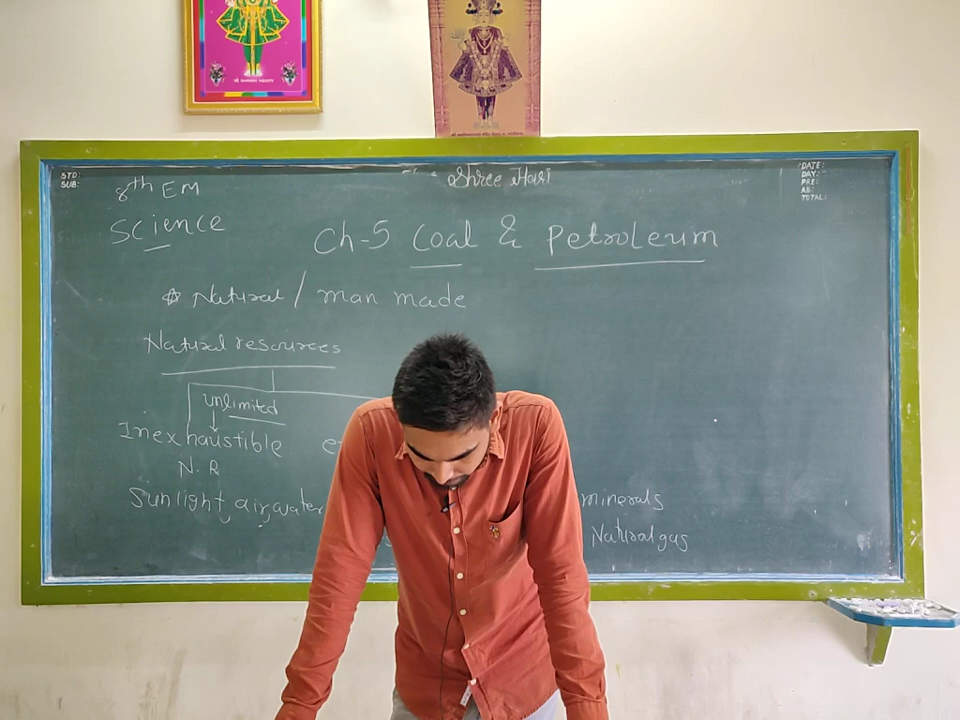 STD:
SUB:
8th EM
Shree Hari
DATE:
DAY:
PRE:
AB:
TOTAL:
Science
Ch-5 Coal & Petroleum
☆ Natural / man made
Natural resources
unlimited
Inexhaustible
N.R
Sunlight, air, water minerals
Natural gas